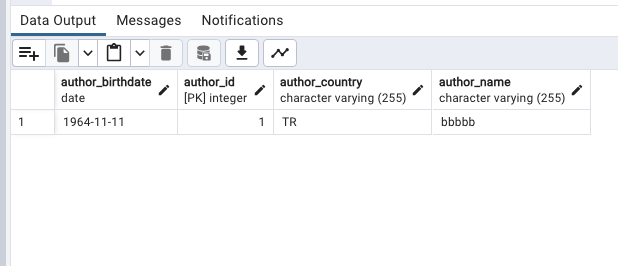 Data Output Messages Notifications
author_birthdate author_id author_country author_name
date [PK] integer character varying (255) character varying (255)
1 1964-11-11 1 TR bbbbb